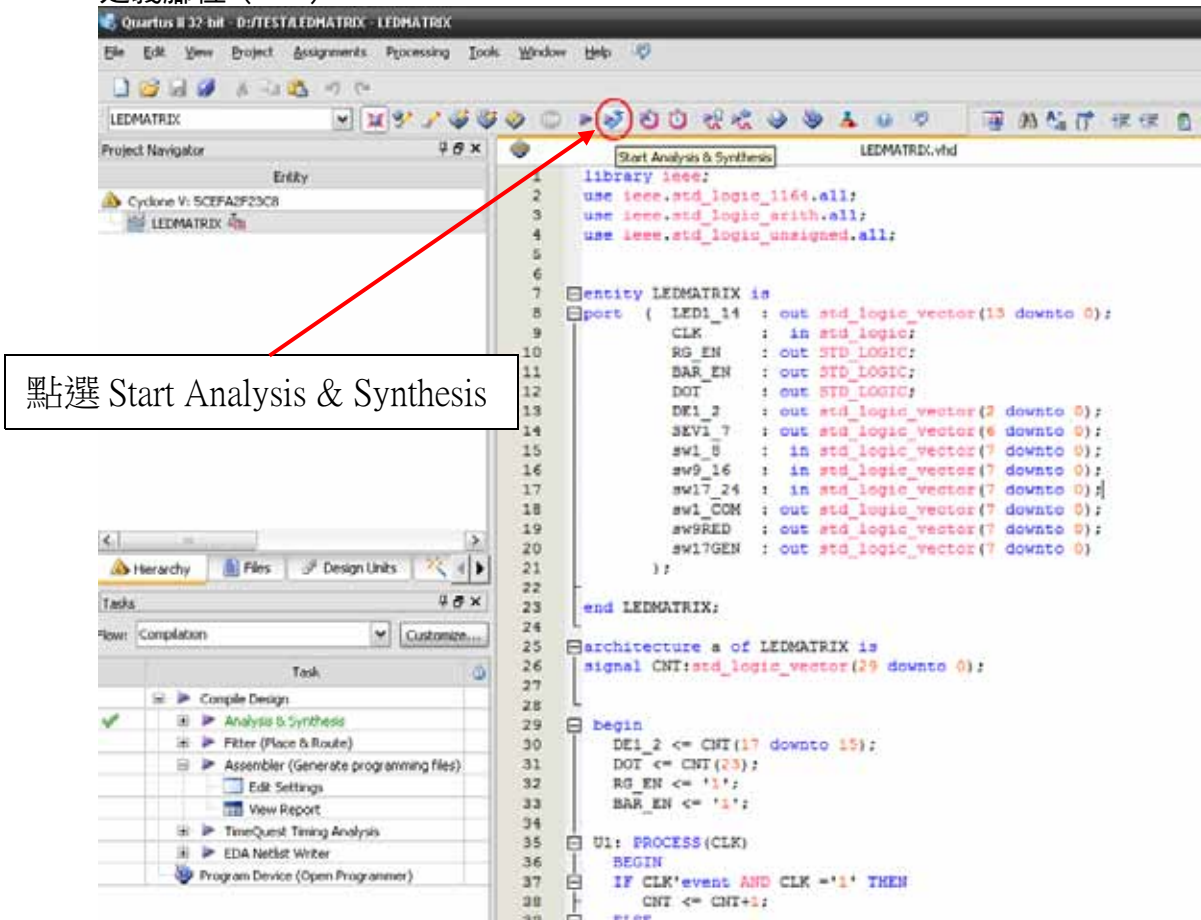 Quartus II 32-bit - D:/TEST/LEDMATRIX - LEDMATRIX
File Edit View Project Assignments Processing Tools Window Help
LEDMATRIX
Project Navigator
Entity
Cyclone V: 5CEFA2F23C8
LEDMATRIX
Hierarchy Files Design Units
Tasks
Flow: Compilation Customize...
Task
Compile Design
Analysis & Synthesis
Fitter (Place & Route)
Assembler (Generate programming files)
Edit Settings
View Report
TimeQuest Timing Analysis
EDA Netlist Writer
Program Device (Open Programmer)
點選 Start Analysis & Synthesis
LEDMATRIX.vhd
Start Analysis & Synthesis
1 library ieee;
2 use ieee.std_logic_1164.all;
3 use ieee.std_logic_arith.all;
4 use ieee.std_logic_unsigned.all;
5
6
7 entity LEDMATRIX is
8 port ( LED1_14 : out std_logic_vector(13 downto 0);
9 CLK : in std_logic;
10 RG_EN : out STD_LOGIC;
11 BAR_EN : out STD_LOGIC;
12 DOT : out STD_LOGIC;
13 DE1_2 : out std_logic_vector(2 downto 0);
14 SEV1_7 : out std_logic_vector(6 downto 0);
15 sw1_8 : in std_logic_vector(7 downto 0);
16 sw9_16 : in std_logic_vector(7 downto 0);
17 sw17_24 : in std_logic_vector(7 downto 0);
18 sw1_COM : out std_logic_vector(7 downto 0);
19 sw9RED : out std_logic_vector(7 downto 0);
20 sw17GEN : out std_logic_vector(7 downto 0)
21 );
22
23 end LEDMATRIX;
24
25 architecture a of LEDMATRIX is
26 signal CNT:std_logic_vector(29 downto 0);
27
28
29 begin
30 DE1_2 <= CNT(17 downto 15);
31 DOT <= CNT(23);
32 RG_EN <= '1';
33 BAR_EN <= '1';
34
35 U1: PROCESS(CLK)
36 BEGIN
37 IF CLK'event AND CLK ='1' THEN
38 CNT <= CNT+1;
39 ELSE